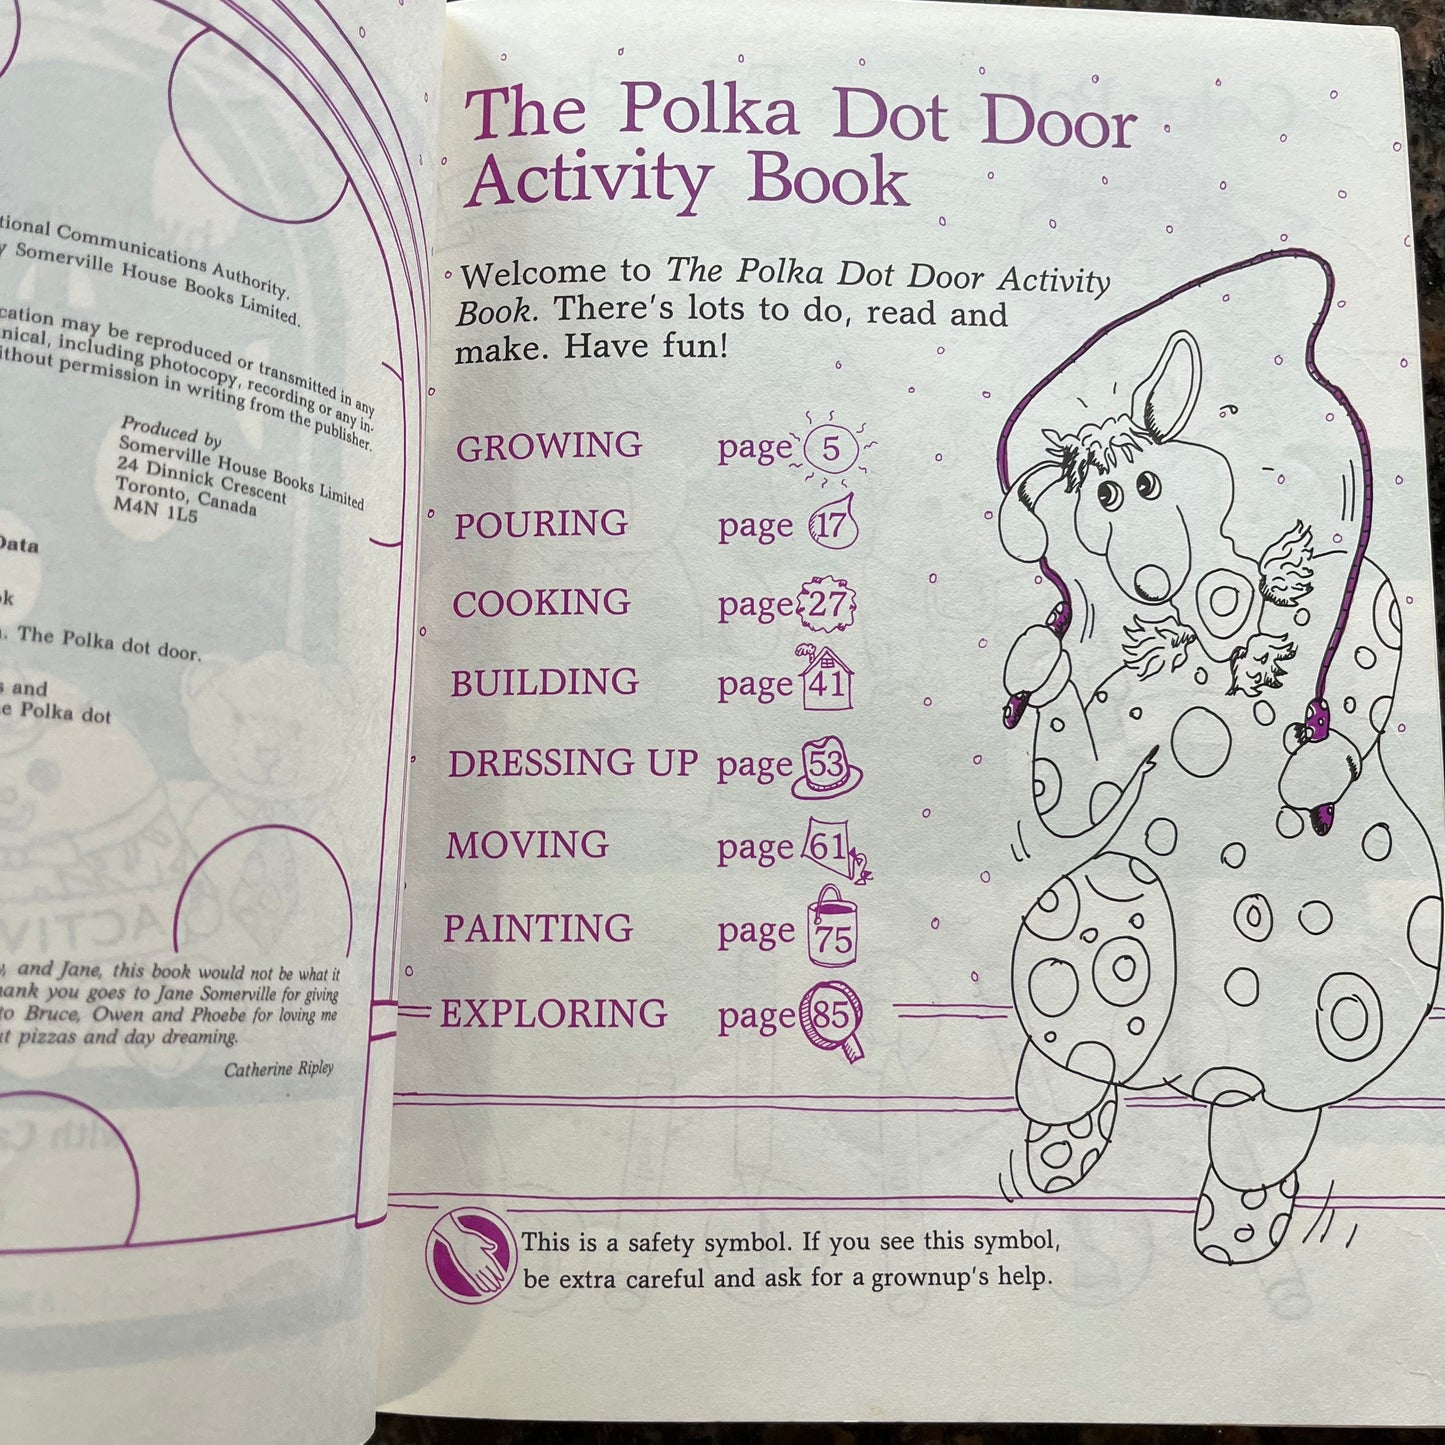 tional Communications Authority.
y Somerville House Books Limited.
cation may be reproduced or transmitted in any
nical, including photocopy, recording or any in-
ithout permission in writing from the publisher.
Produced by
Somerville House Books Limited
24 Dinnick Crescent
Toronto, Canada
M4N 1L5
Data
ok
. The Polka dot door.
s and
e Polka dot
, and Jane, this book would not be what it
ank you goes to Jane Somerville for giving
to Bruce, Owen and Phoebe for loving me
at pizzas and day dreaming.
Catherine Ripley
The Polka Dot Door
Activity Book
Welcome to The Polka Dot Door Activity
Book. There's lots to do, read and
make. Have fun!
GROWING page 5
POURING page 17
COOKING page 27
BUILDING page 41
DRESSING UP page 53
MOVING page 61
PAINTING page 75
EXPLORING page 85
This is a safety symbol. If you see this symbol,
be extra careful and ask for a grownup's help.